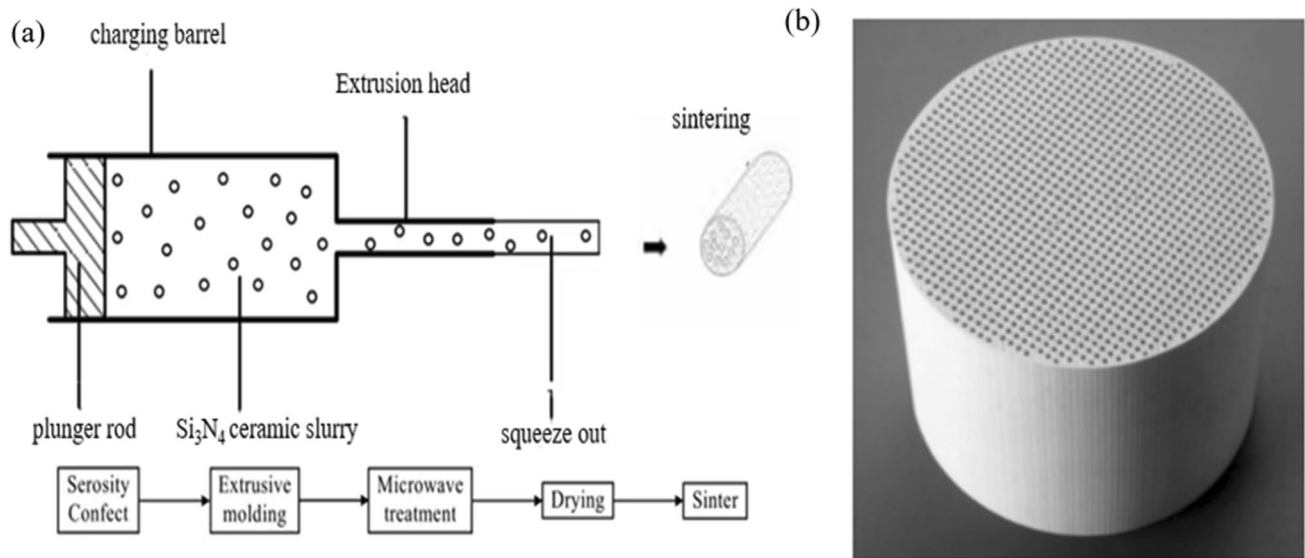 (a)
charging barrel
Extrusion head
sintering
plunger rod
Si₃N₄ ceramic slurry
squeeze out
Serosity
Confect
Extrusive
molding
Microwave
treatment
Drying
Sinter
(b)